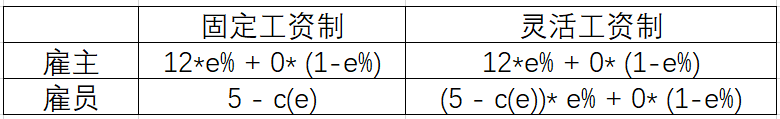 固定工资制 灵活工资制
雇主 12*e% + 0* (1-e%) 12*e% + 0* (1-e%)
雇员 5 - c(e) (5 - c(e))* e% + 0* (1-e%)